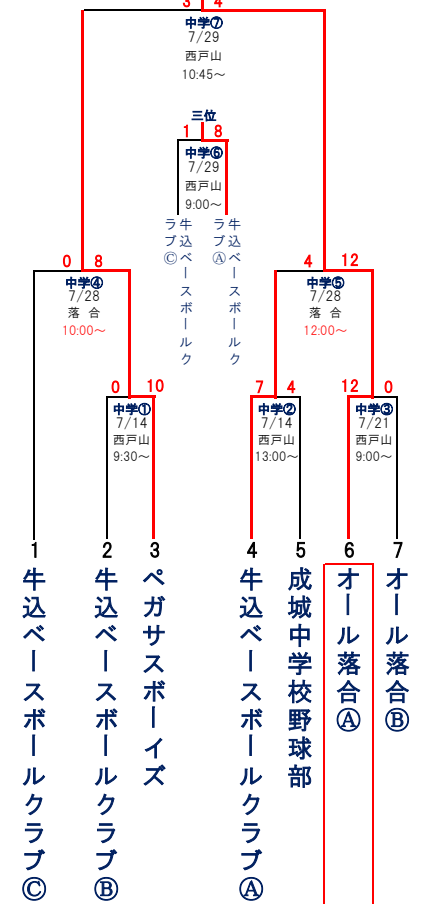 3 4
中学⑦
7/29
西戸山
10:45～
三位
1 8
中学⑥
7/29
西戸山
9:00～
牛込ベースボールクラブⒸ
牛込ベースボールクラブⒶ
0 8
中学④
7/28
落 合
10:00～
4 12
中学⑤
7/28
落 合
12:00～
0 10
中学①
7/14
西戸山
9:30～
7 4
中学②
7/14
西戸山
13:00～
12 0
中学③
7/21
西戸山
9:00～
1 2 3 4 5 6 7
牛込ベースボールクラブⒸ
牛込ベースボールクラブⒷ
ペガサスボーイズ
牛込ベースボールクラブⒶ
成城中学校野球部
オール落合Ⓐ
オール落合Ⓑ